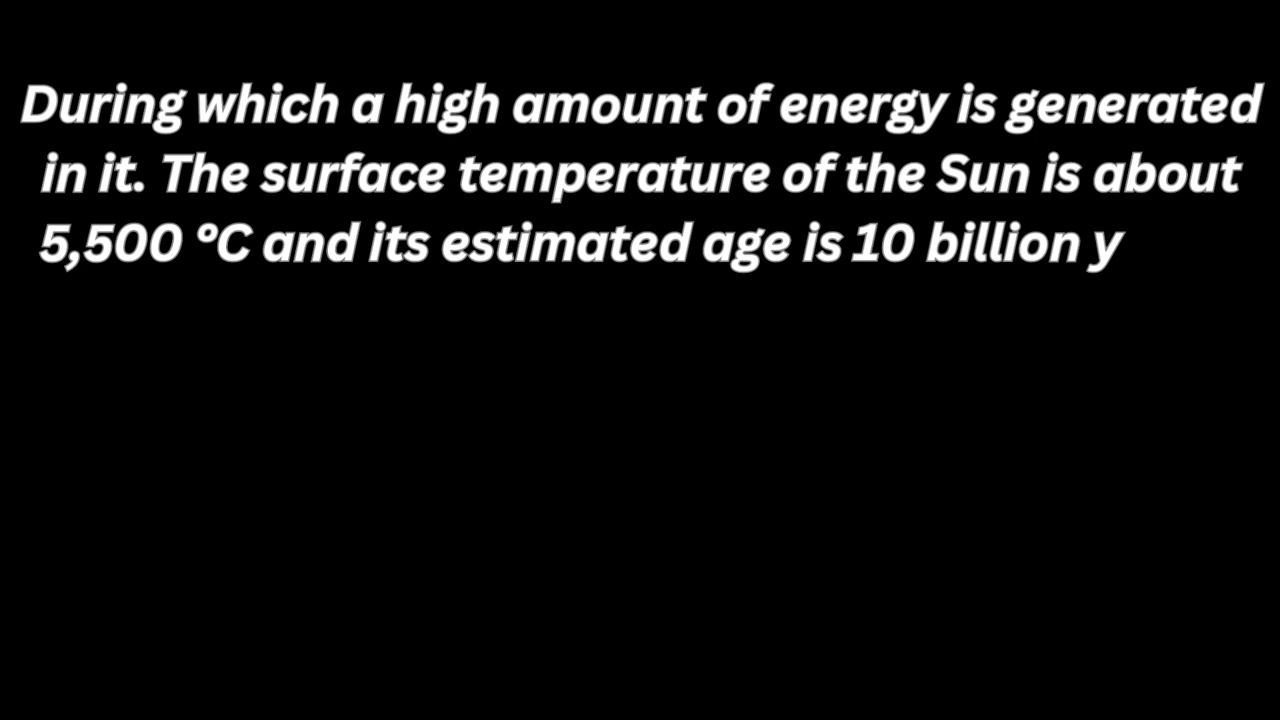 During which a high amount of energy is generated
in it. The surface temperature of the Sun is about
5,500 °C and its estimated age is 10 billion y